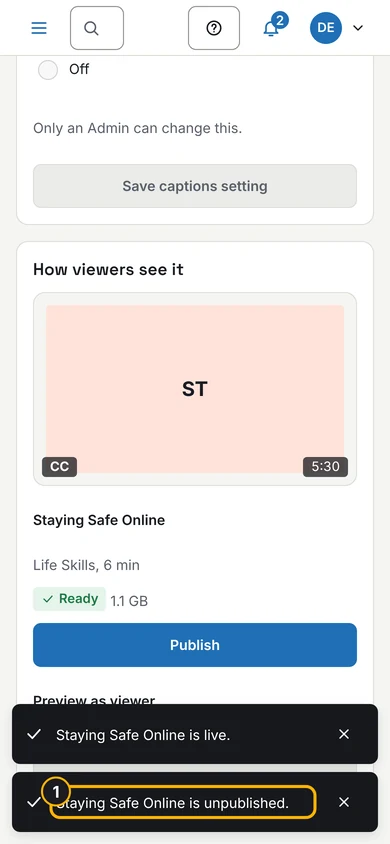 2
DE
Off
Only an Admin can change this.
Save captions setting
How viewers see it
ST
CC
5:30
Staying Safe Online
Life Skills, 6 min
Ready 1.1 GB
Publish
Preview as viewer
Staying Safe Online is live.
1
Staying Safe Online is unpublished.